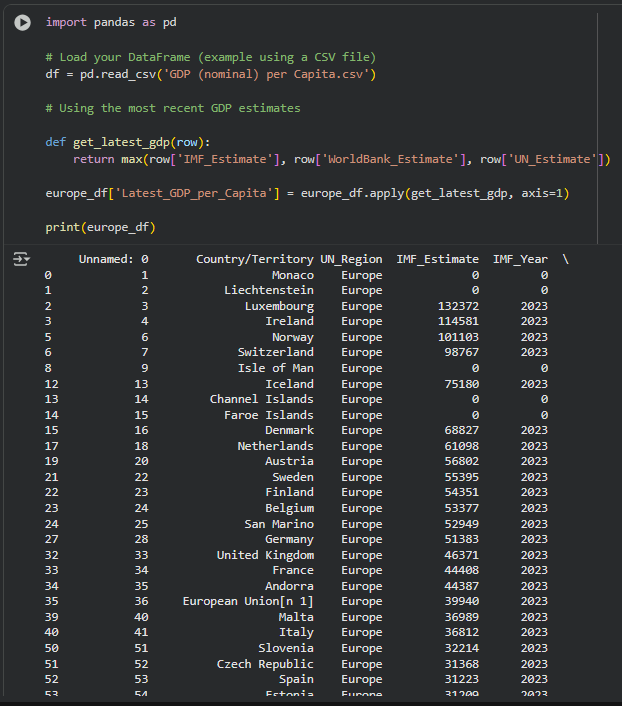 import pandas as pd
# Load your DataFrame (example using a CSV file)
df = pd.read_csv('GDP (nominal) per Capita.csv')
# Using the most recent GDP estimates
def get_latest_gdp(row):
    return max(row['IMF_Estimate'], row['WorldBank_Estimate'], row['UN_Estimate'])
europe_df['Latest_GDP_per_Capita'] = europe_df.apply(get_latest_gdp, axis=1)
print(europe_df)
Unnamed: 0 Country/Territory UN_Region IMF_Estimate IMF_Year \
0 1 Monaco Europe 0 0
1 2 Liechtenstein Europe 0 0
2 3 Luxembourg Europe 132372 2023
3 4 Ireland Europe 114581 2023
5 6 Norway Europe 101103 2023
6 7 Switzerland Europe 98767 2023
8 9 Isle of Man Europe 0 0
12 13 Iceland Europe 75180 2023
13 14 Channel Islands Europe 0 0
14 15 Faroe Islands Europe 0 0
15 16 Denmark Europe 68827 2023
17 18 Netherlands Europe 61098 2023
19 20 Austria Europe 56802 2023
21 22 Sweden Europe 55395 2023
22 23 Finland Europe 54351 2023
23 24 Belgium Europe 53377 2023
24 25 San Marino Europe 52949 2023
27 28 Germany Europe 51383 2023
32 33 United Kingdom Europe 46371 2023
33 34 France Europe 44408 2023
34 35 Andorra Europe 44387 2023
35 36 European Union[n 1] Europe 39940 2023
39 40 Malta Europe 36989 2023
40 41 Italy Europe 36812 2023
50 51 Slovenia Europe 32214 2023
51 52 Czech Republic Europe 31368 2023
52 53 Spain Europe 31223 2023
53 54 Estonia Europe 31209 2023